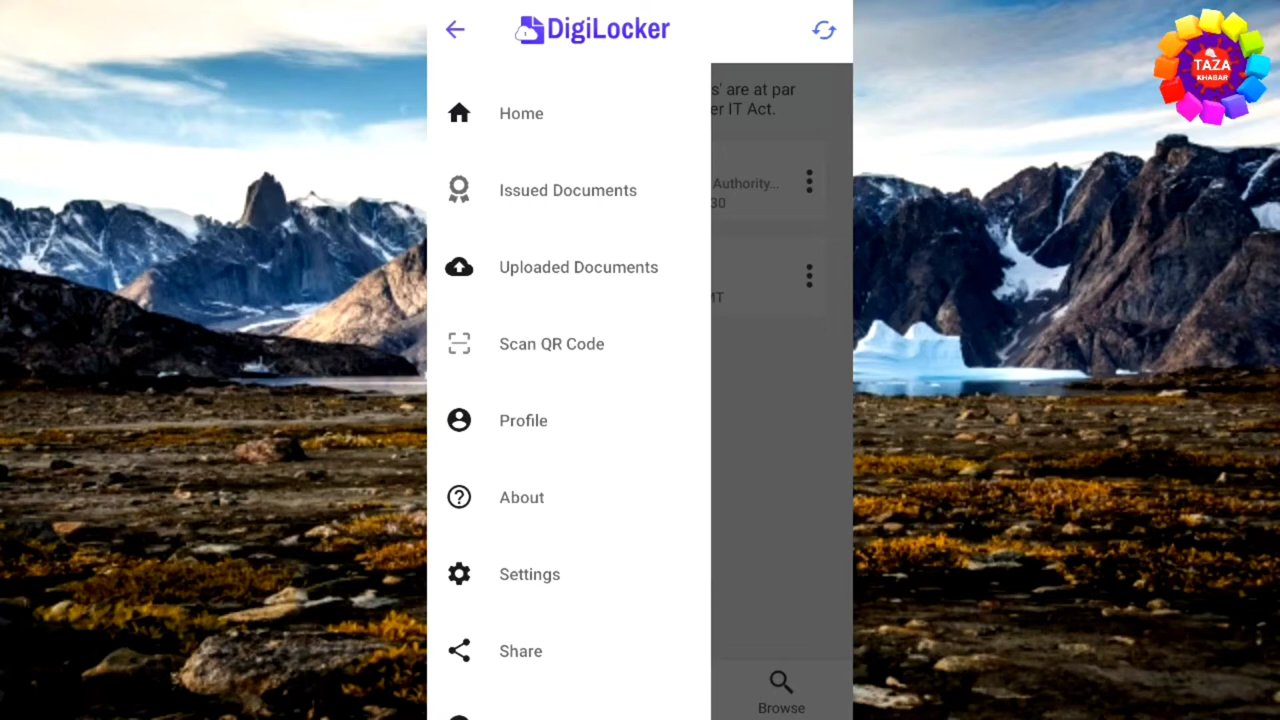 DigiLocker
TAZA
KHABAR
s' are at par
er IT Act.
Home
Authority...
30
Issued Documents
Uploaded Documents
Scan QR Code
Profile
About
Settings
Share
Browse